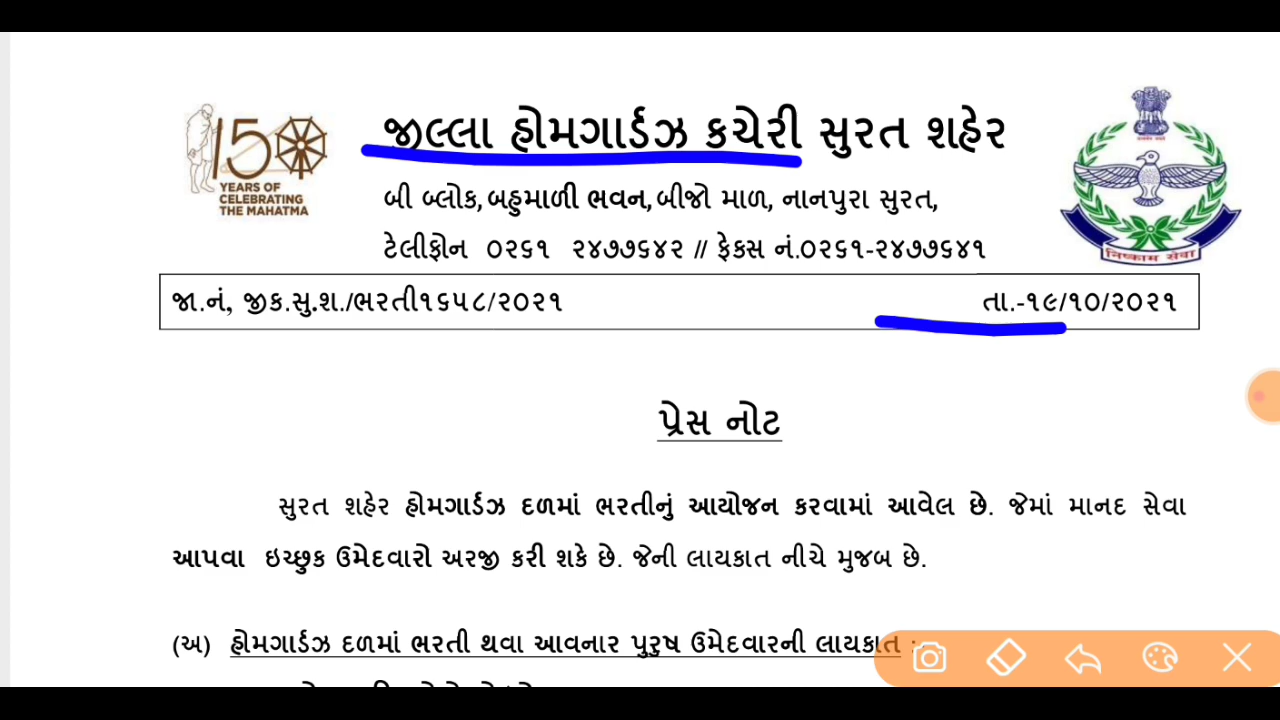 જીલ્લા હોમગાર્ડઝ કચેરી સુરત શહેર
150
YEARS OF
CELEBRATING
THE MAHATMA
બી બ્લોક, બહુમાળી ભવન, બીજો માળ, નાનપુરા સુરત,
ટેલીફોન ૦૨૬૧ ૨૪૭૭૬૪૨ // ફેકસ નં.૦૨૬૧-૨૪૭૭૬૪૧
निष्काम सेवा
જા.નં, જીક.સુ.શ./ભરતી૧૬૫૮/૨૦૨૧ તા.-૧૯/૧૦/૨૦૨૧
પ્રેસ નોટ
સુરત શહેર હોમગાર્ડઝ દળમાં ભરતીનું આયોજન કરવામાં આવેલ છે. જેમાં માનદ સેવા
આપવા ઇચ્છુક ઉમેદવારો અરજી કરી શકે છે. જેની લાયકાત નીચે મુજબ છે.
(અ) હોમગાર્ડઝ દળમાં ભરતી થવા આવનાર પુરુષ ઉમેદવારની લાયકાત :